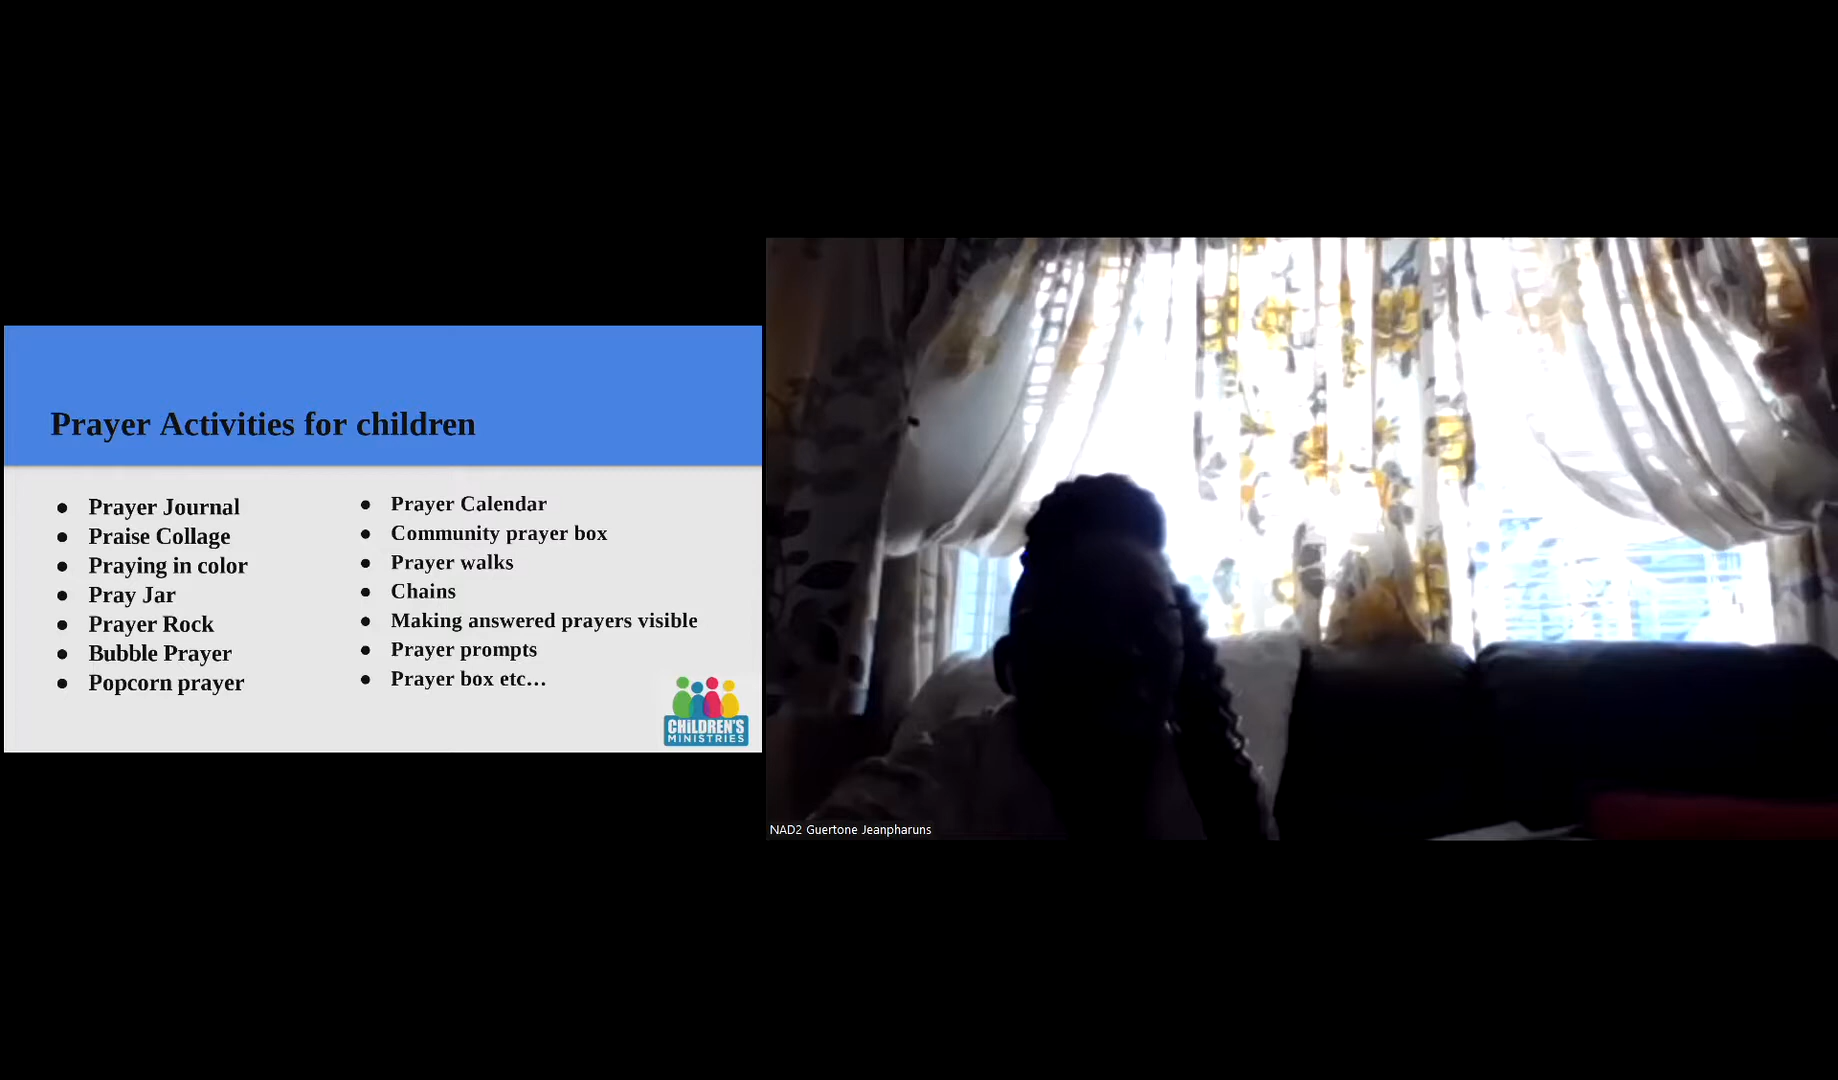 Prayer Activities for children
● Prayer Journal
● Praise Collage
● Praying in color
● Pray Jar
● Prayer Rock
● Bubble Prayer
● Popcorn prayer
● Prayer Calendar
● Community prayer box
● Prayer walks
● Chains
● Making answered prayers visible
● Prayer prompts
● Prayer box etc…
CHILDREN'S
MINISTRIES
NAD2 Guertone Jeanpharuns